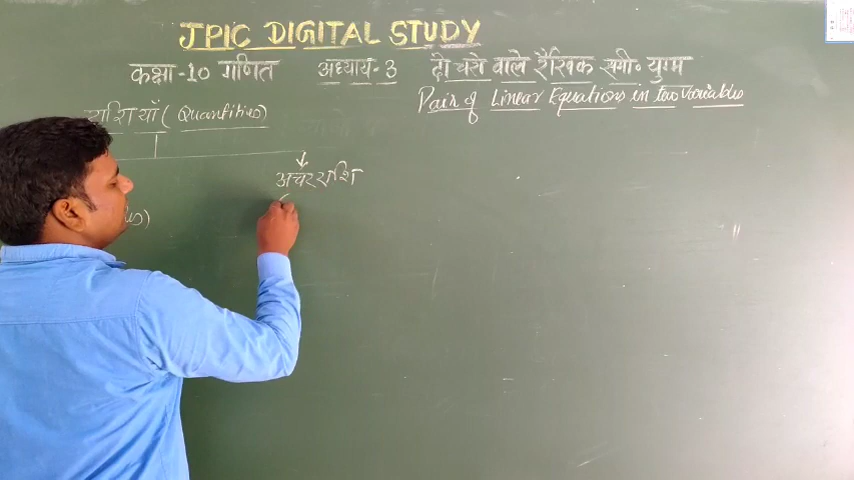 JPIC DIGITAL STUDY
कक्षा-10 गणित अध्याय-3 दो चरों वाले रैखिक समी० युग्म
Pair of Linear Equations in two variables
राशियाँ (Quantities)
अचर राशि
(